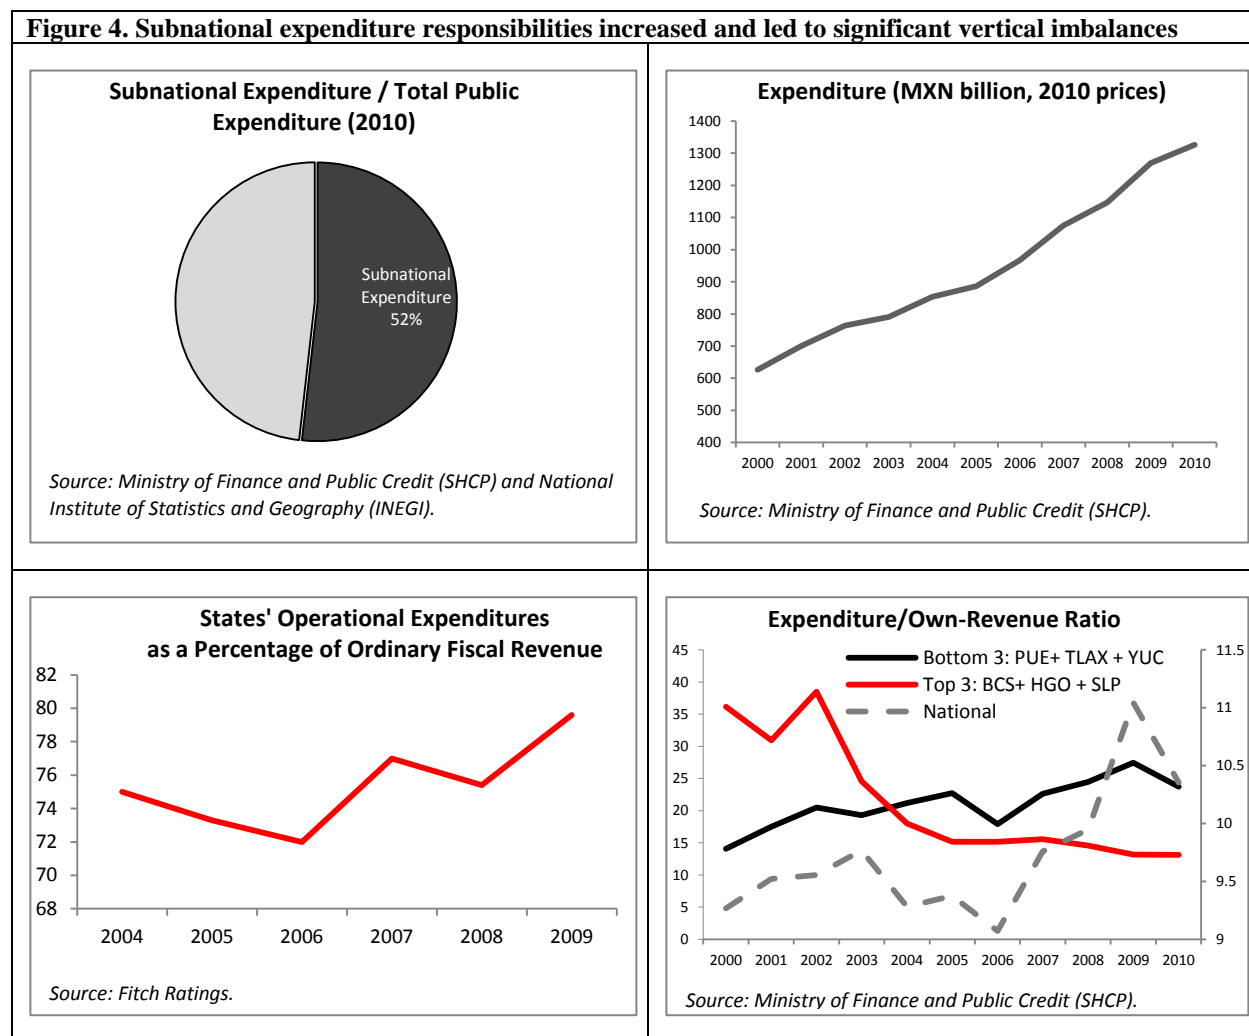 Figure 4. Subnational expenditure responsibilities increased and led to significant vertical imbalances
Subnational Expenditure / Total Public
Expenditure (2010)
Subnational
Expenditure
52%
Source: Ministry of Finance and Public Credit (SHCP) and National
Institute of Statistics and Geography (INEGI).
Expenditure (MXN billion, 2010 prices)
1400
1300
1200
1100
1000
900
800
700
600
500
400
2000 2001 2002 2003 2004 2005 2006 2007 2008 2009 2010
Source: Ministry of Finance and Public Credit (SHCP).
States' Operational Expenditures
as a Percentage of Ordinary Fiscal Revenue
82
80
78
76
74
72
70
68
2004 2005 2006 2007 2008 2009
Source: Fitch Ratings.
Expenditure/Own-Revenue Ratio
Bottom 3: PUE+ TLAX + YUC
Top 3: BCS+ HGO + SLP
National
45
40
35
30
25
20
15
10
5
0
11.5
11
10.5
10
9.5
9
2000 2001 2002 2003 2004 2005 2006 2007 2008 2009 2010
Source: Ministry of Finance and Public Credit (SHCP).